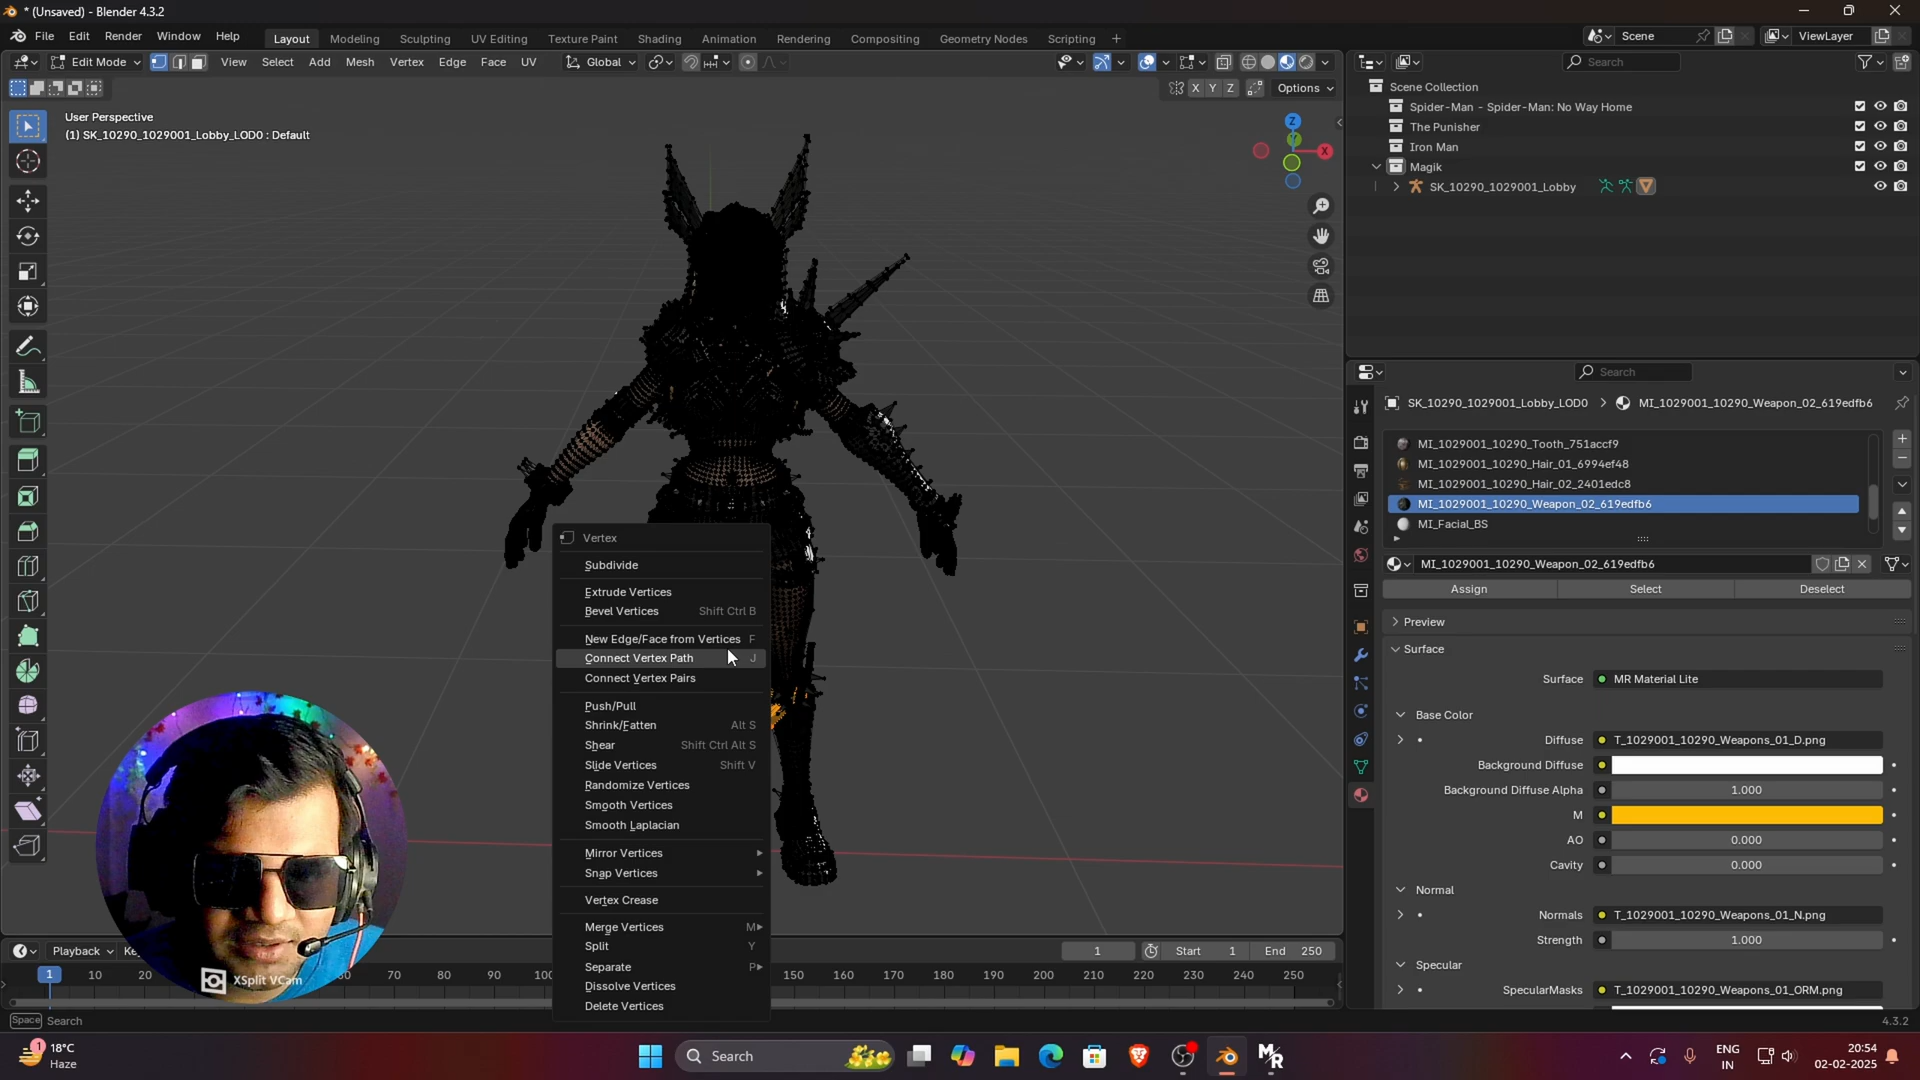 * (Unsaved) - Blender 4.3.2
File Edit Render Window Help
Layout Modeling Sculpting UV Editing Texture Paint Shading Animation Rendering Compositing Geometry Nodes Scripting +
Scene
ViewLayer
Edit Mode
View Select Add Mesh Vertex Edge Face UV
Global
X Y Z
Options
User Perspective
(1) SK_10290_1029001_Lobby_LOD0 : Default
Z
X
Search
Scene Collection
Spider-Man - Spider-Man: No Way Home
The Punisher
Iron Man
Magik
SK_10290_1029001_Lobby
Search
SK_10290_1029001_Lobby_LOD0 > MI_1029001_10290_Weapon_02_619edfb6
MI_1029001_10290_Tooth_751accf9
MI_1029001_10290_Hair_01_6994ef48
MI_1029001_10290_Hair_02_2401edc8
MI_1029001_10290_Weapon_02_619edfb6
MI_Facial_BS
MI_1029001_10290_Weapon_02_619edfb6
Assign Select Deselect
Preview
Surface
Surface MR Material Lite
Base Color
Diffuse T_1029001_10290_Weapons_01_D.png
Background Diffuse
Background Diffuse Alpha 1.000
M
AO 0.000
Cavity 0.000
Normal
Normals T_1029001_10290_Weapons_01_N.png
Strength 1.000
Specular
SpecularMasks T_1029001_10290_Weapons_01_ORM.png
Vertex
Subdivide
Extrude Vertices
Bevel Vertices Shift Ctrl B
New Edge/Face from Vertices F
Connect Vertex Path J
Connect Vertex Pairs
Push/Pull
Shrink/Fatten Alt S
Shear Shift Ctrl Alt S
Slide Vertices Shift V
Randomize Vertices
Smooth Vertices
Smooth Laplacian
Mirror Vertices
Snap Vertices
Vertex Crease
Merge Vertices M
Split Y
Separate P
Dissolve Vertices
Delete Vertices
Playback
1 Start 1 End 250
1 10 20 70 80 90 150 160 170 180 190 200 210 220 230 240 250
XSplit VCam
Space Search
4.3.2
1
18°C
Haze
Search
MR
ENG
IN
20:54
02-02-2025